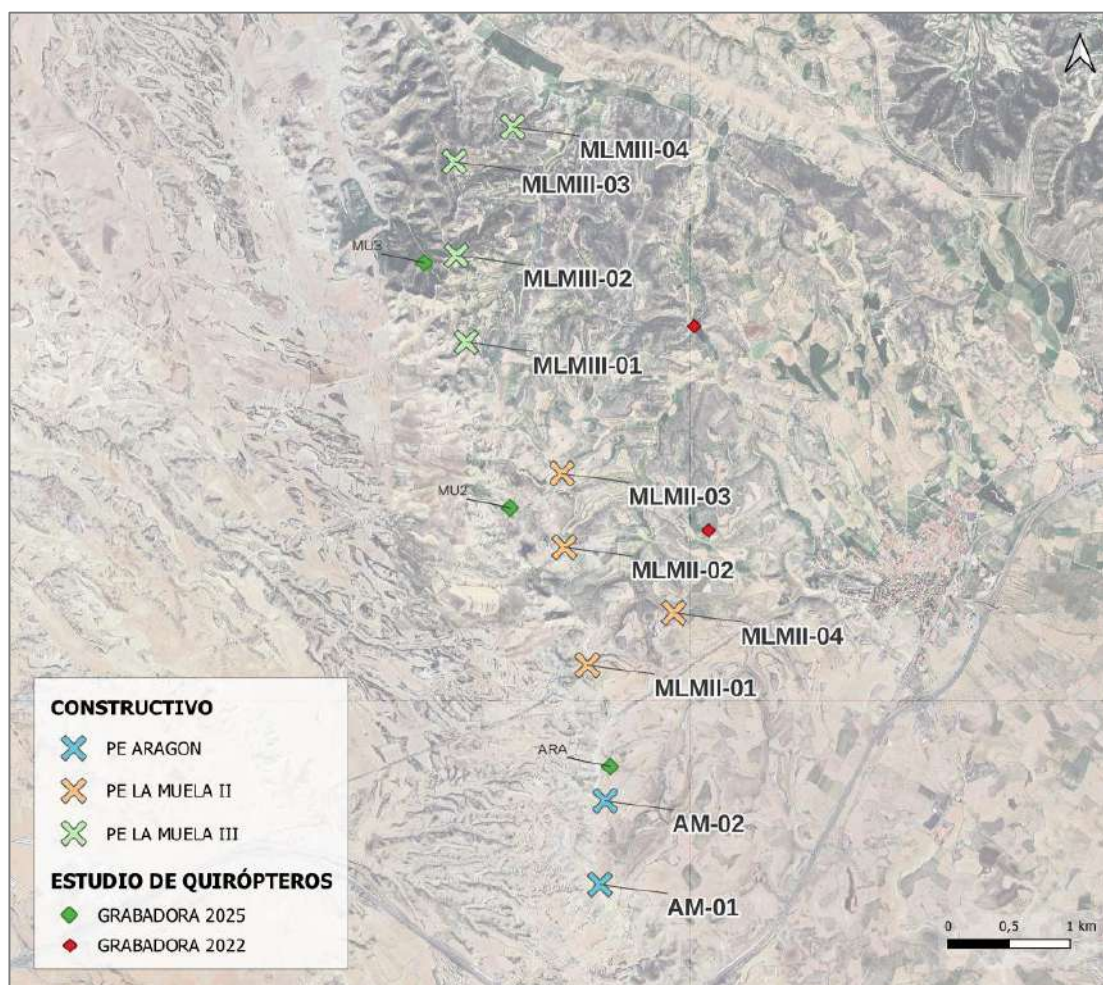 MLMIII-04
MLMIII-03
MU3
MLMIII-02
MLMIII-01
MLMII-03
MU2
MLMII-02
MLMII-04
MLMII-01
ARA
AM-02
AM-01
CONSTRUCTIVO
PE ARAGON
PE LA MUELA II
PE LA MUELA III
ESTUDIO DE QUIRÓPTEROS
GRABADORA 2025
GRABADORA 2022
0 0,5 1 km